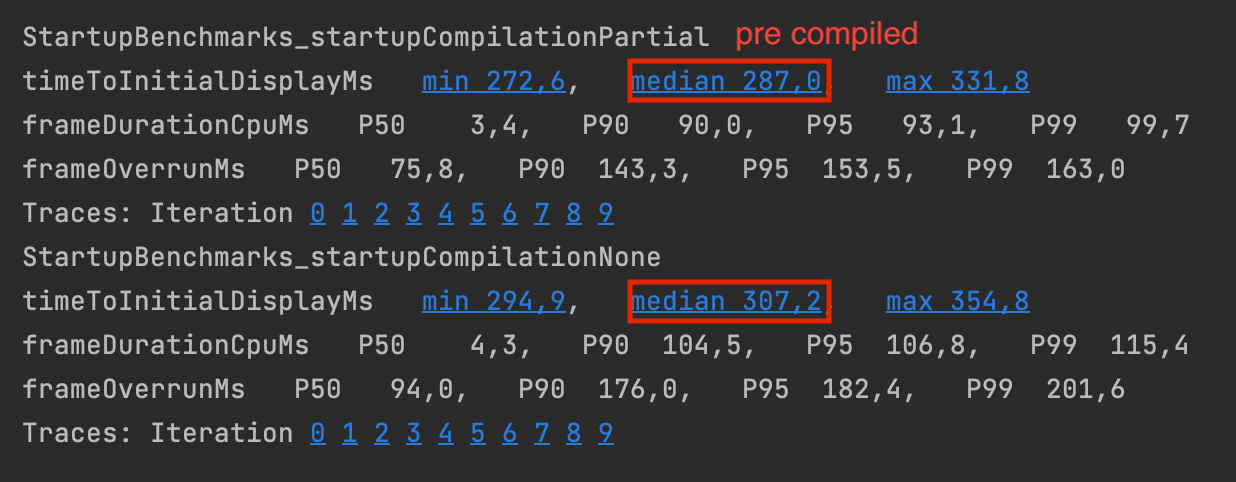 StartupBenchmarks_startupCompilationPartial pre compiled
timeToInitialDisplayMs min 272,6, median 287,0, max 331,8
frameDurationCpuMs P50 3,4, P90 90,0, P95 93,1, P99 99,7
frameOverrunMs P50 75,8, P90 143,3, P95 153,5, P99 163,0
Traces: Iteration 0 1 2 3 4 5 6 7 8 9
StartupBenchmarks_startupCompilationNone
timeToInitialDisplayMs min 294,9, median 307,2, max 354,8
frameDurationCpuMs P50 4,3, P90 104,5, P95 106,8, P99 115,4
frameOverrunMs P50 94,0, P90 176,0, P95 182,4, P99 201,6
Traces: Iteration 0 1 2 3 4 5 6 7 8 9